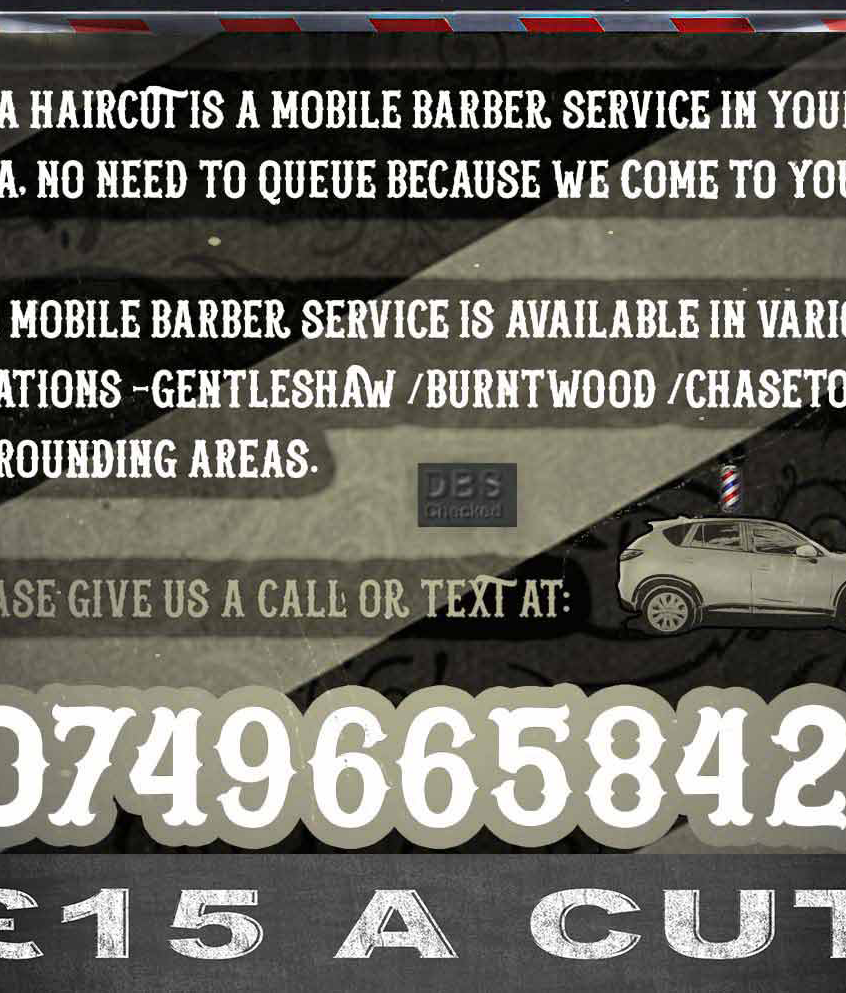 A HAIRCUT IS A MOBILE BARBER SERVICE IN YOU
A. NO NEED TO QUEUE BECAUSE WE COME TO YOU
MOBILE BARBER SERVICE IS AVAILABLE IN VARIO
ATIONS -GENTLESHAW /BURNTWOOD /CHASETO
ROUNDING AREAS.
DBS
Checked
ASE GIVE US A CALL OR TEXT AT:
0749665842
£15 A CUT